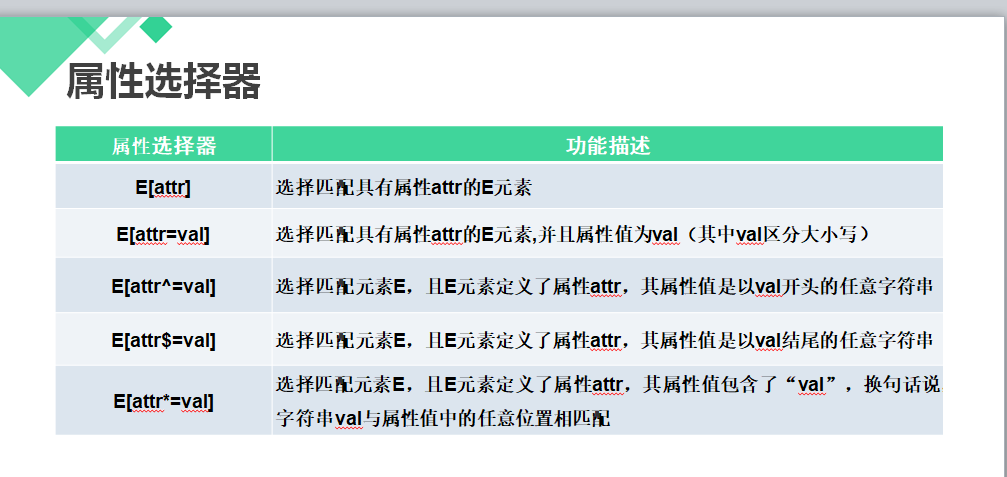 属性选择器
属性选择器 功能描述
E[attr] 选择匹配具有属性attr的E元素
E[attr=val] 选择匹配具有属性attr的E元素,并且属性值为val（其中val区分大小写）
E[attr^=val] 选择匹配元素E，且E元素定义了属性attr，其属性值是以val开头的任意字符串
E[attr$=val] 选择匹配元素E，且E元素定义了属性attr，其属性值是以val结尾的任意字符串
E[attr*=val] 选择匹配元素E，且E元素定义了属性attr，其属性值包含了“val”，换句话说
字符串val与属性值中的任意位置相匹配